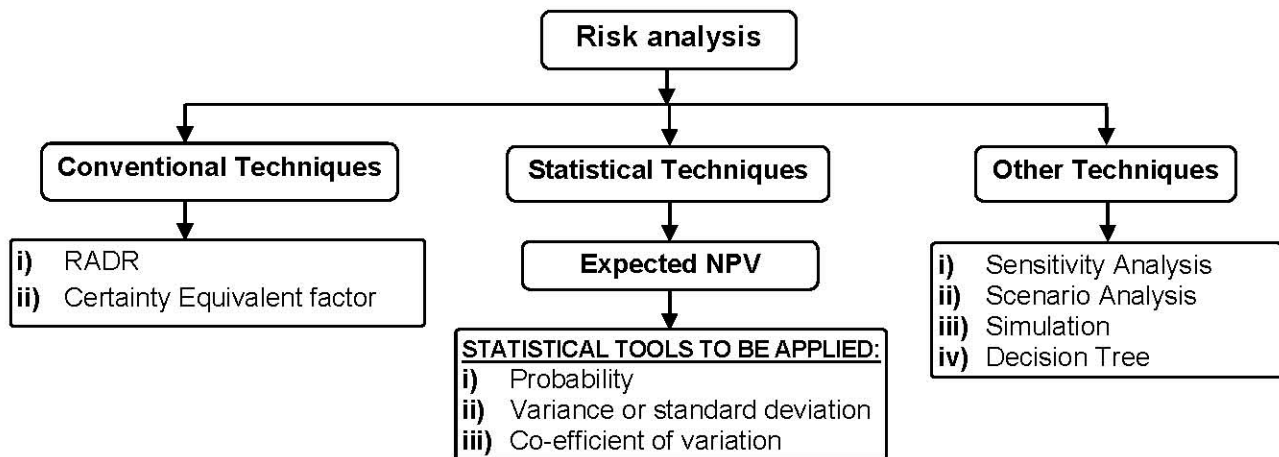 Risk analysis
Conventional Techniques
i) RADR
ii) Certainty Equivalent factor
Statistical Techniques
Expected NPV
STATISTICAL TOOLS TO BE APPLIED:
i) Probability
ii) Variance or standard deviation
iii) Co-efficient of variation
Other Techniques
i) Sensitivity Analysis
ii) Scenario Analysis
iii) Simulation
iv) Decision Tree